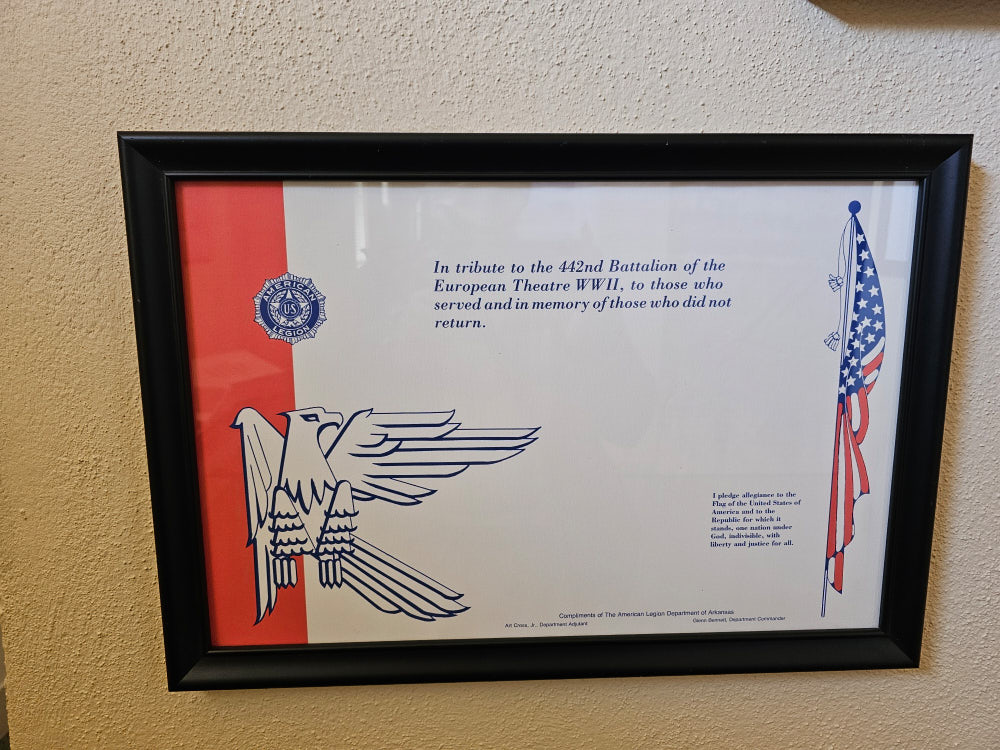 AMERICAN
US
LEGION
In tribute to the 442nd Battalion of the
European Theatre WWII, to those who
served and in memory of those who did not
return.
I pledge allegiance to the
Flag of the United States of
America and to the
Republic for which it
stands, one nation under
God, indivisible, with
liberty and justice for all.
Compliments of The American Legion Department of Arkansas
Art Cross, Jr., Department Adjutant
Glenn Bennett, Department Commander